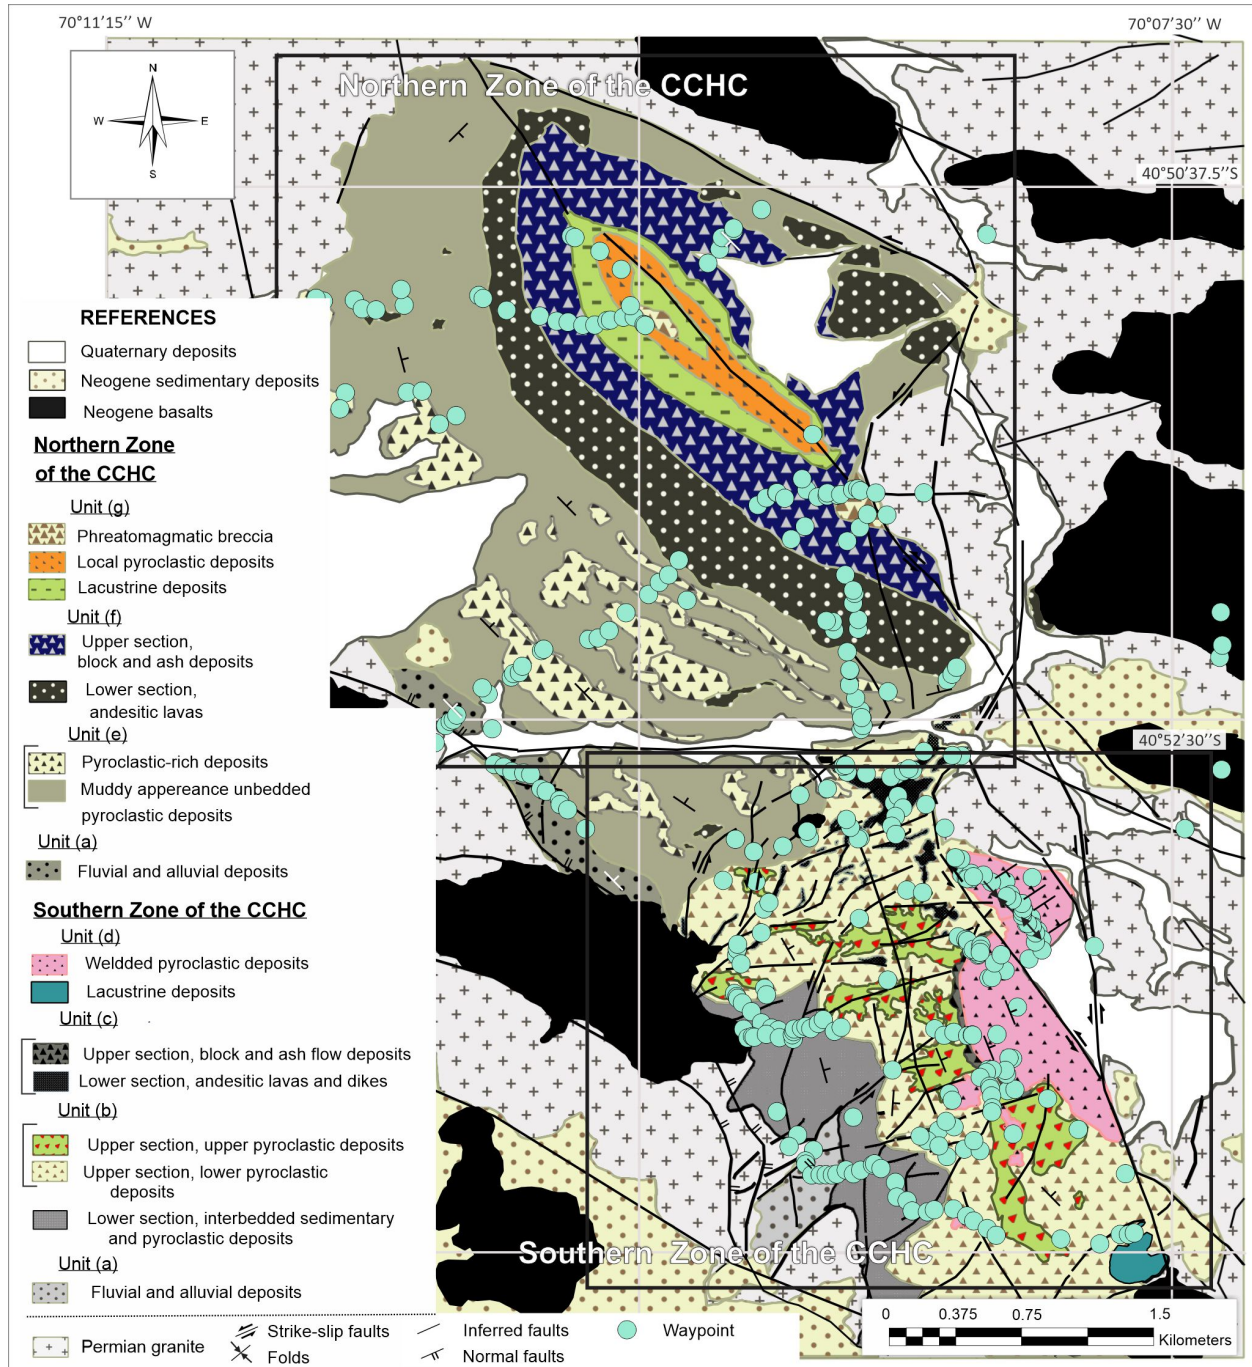 70°11'15'' W
70°07'30'' W
Northern Zone of the CCHC
N
W
E
S
40°50'37.5''S
REFERENCES
Quaternary deposits
Neogene sedimentary deposits
Neogene basalts
Northern Zone
of the CCHC
Unit (g)
Phreatomagmatic breccia
Local pyroclastic deposits
Lacustrine deposits
Unit (f)
Upper section,
block and ash deposits
Lower section,
andesitic lavas
Unit (e)
Pyroclastic-rich deposits
Muddy appereance unbedded
pyroclastic deposits
Unit (a)
Fluvial and alluvial deposits
40°52'30''S
Southern Zone of the CCHC
Unit (d)
Weldded pyroclastic deposits
Lacustrine deposits
Unit (c)
Upper section, block and ash flow deposits
Lower section, andesitic lavas and dikes
Unit (b)
Upper section, upper pyroclastic deposits
Upper section, lower pyroclastic
deposits
Lower section, interbedded sedimentary
and pyroclastic deposits
Unit (a)
Fluvial and alluvial deposits
Southern Zone of the CCHC
Permian granite
Strike-slip faults
Folds
Inferred faults
Normal faults
Waypoint
0 0.375 0.75 1.5
Kilometers